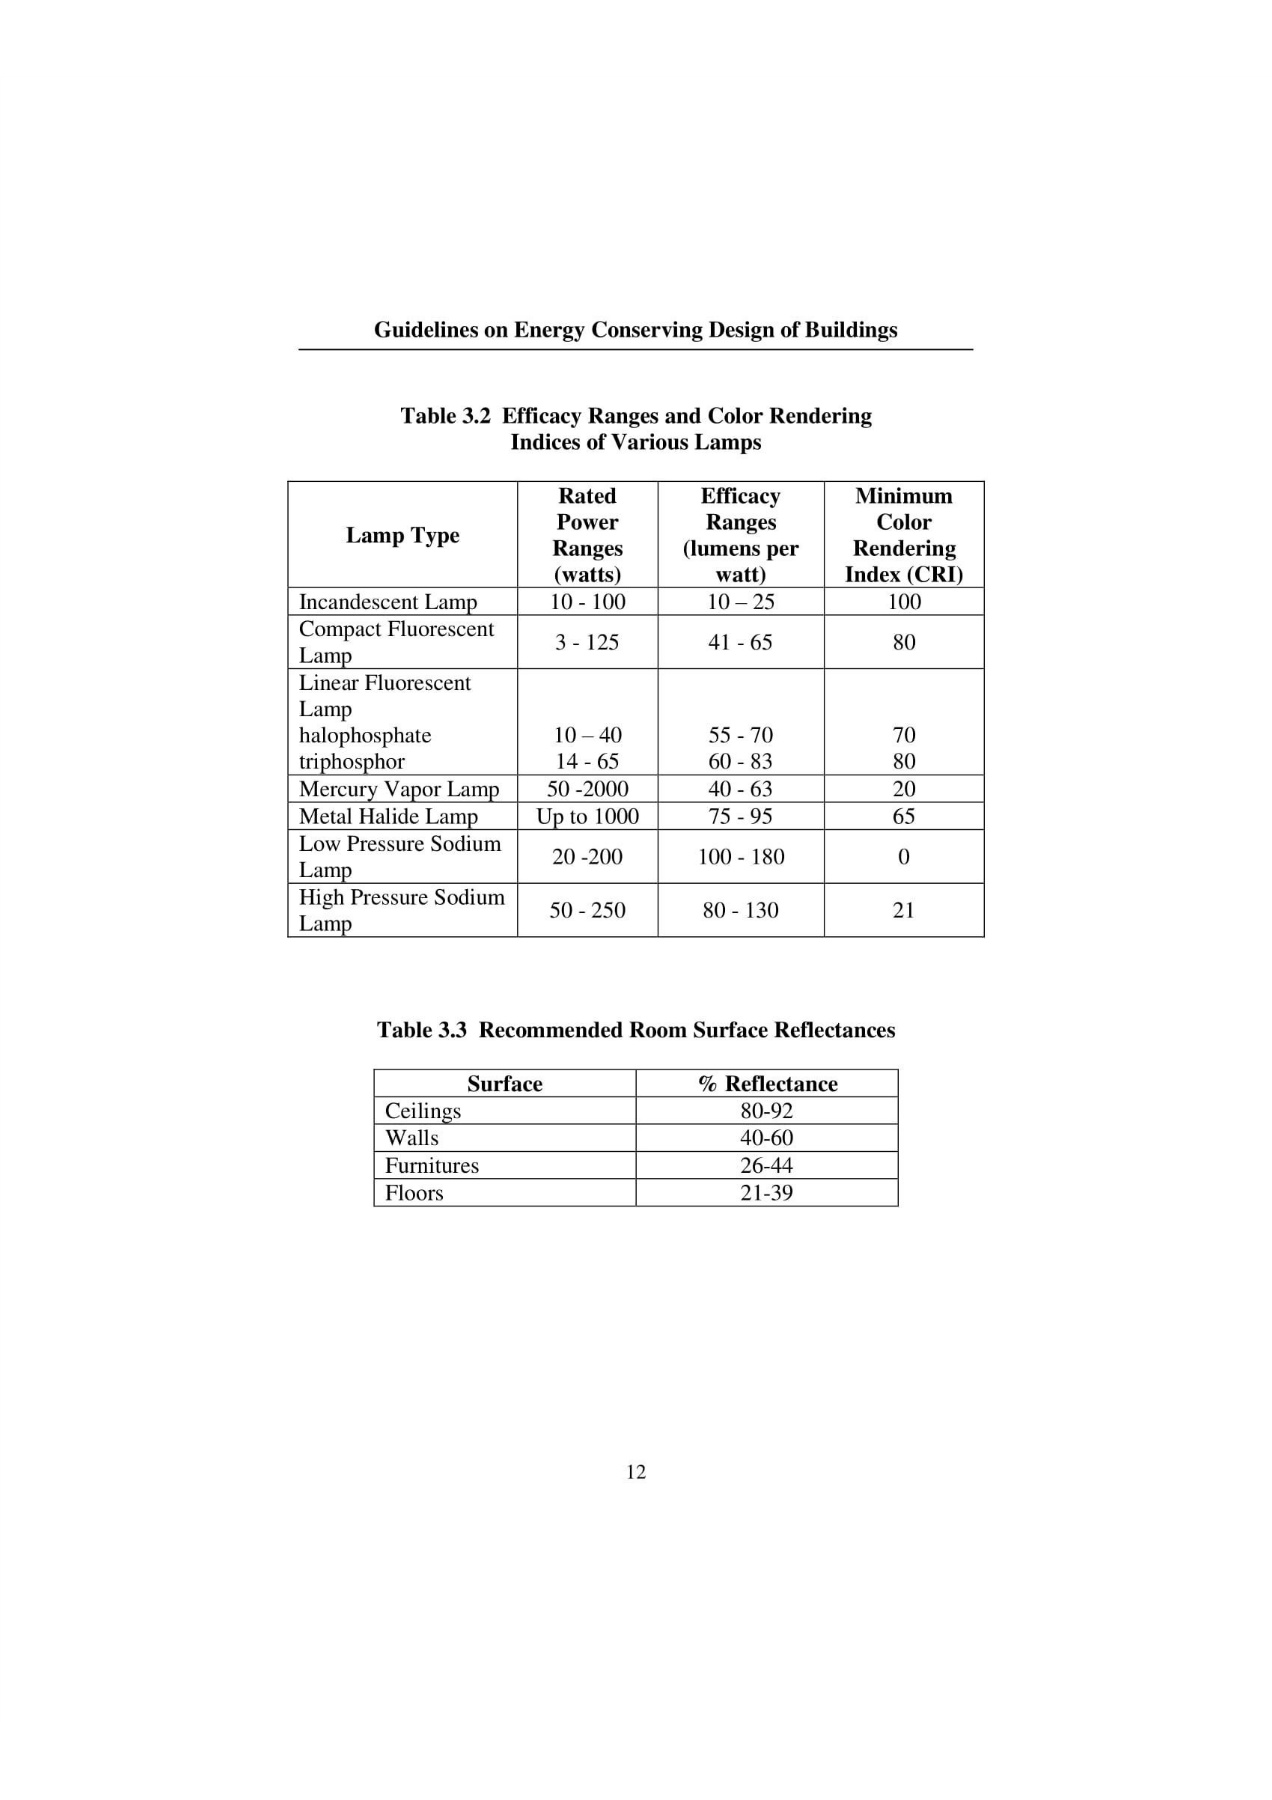 Guidelines on Energy Conserving Design of Buildings
Table 3.2  Efficacy Ranges and Color Rendering
Indices of Various Lamps
Lamp Type
Rated
Power
Ranges
(watts)
Efficacy
Ranges
(lumens per
watt)
Minimum
Color
Rendering
Index (CRI)
Incandescent Lamp 10 - 100 10 – 25 100
Compact Fluorescent
Lamp
3 - 125 41 - 65 80
Linear Fluorescent
Lamp
halophosphate 10 – 40 55 - 70 70
triphosphor 14 - 65 60 - 83 80
Mercury Vapor Lamp 50 -2000 40 - 63 20
Metal Halide Lamp Up to 1000 75 - 95 65
Low Pressure Sodium
Lamp
20 -200 100 - 180 0
High Pressure Sodium
Lamp
50 - 250 80 - 130 21
Table 3.3  Recommended Room Surface Reflectances
Surface % Reflectance
Ceilings 80-92
Walls 40-60
Furnitures 26-44
Floors 21-39
12